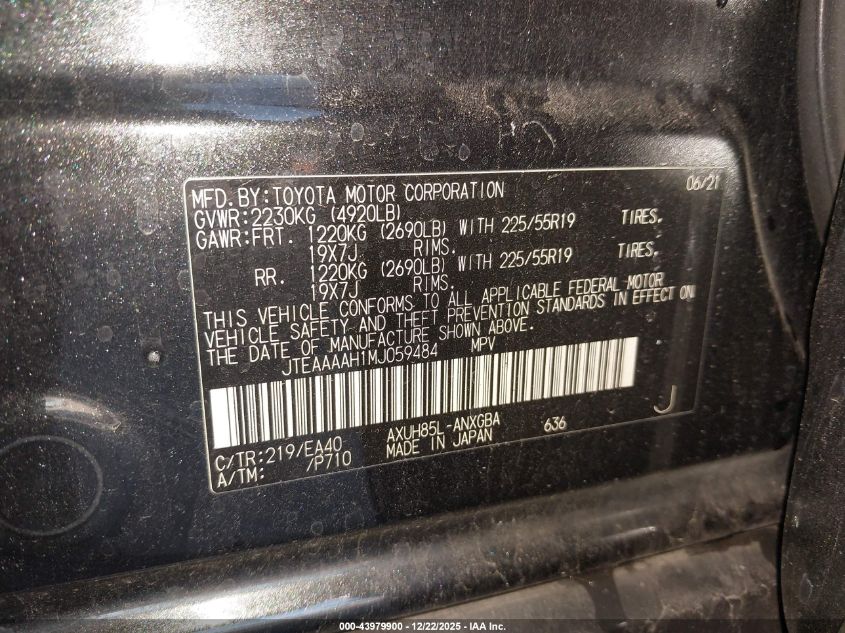 MFD.BY:TOYOTA MOTOR CORPORATION 06/21
GVWR:2230KG (4920LB)
GAWR:FRT. 1220KG (2690LB) WITH 225/55R19 TIRES.
19X7J RIMS.
RR. 1220KG (2690LB) WITH 225/55R19 TIRES.
19X7J RIMS.
THIS VEHICLE CONFORMS TO ALL APPLICABLE FEDERAL MOTOR
VEHICLE SAFETY AND THEFT PREVENTION STANDARDS IN EFFECT ON
THE DATE OF MANUFACTURE SHOWN ABOVE.
JTEAAAAH1MJ059484 MPV
C/TR:219/EA40 AXUH85L-ANXGBA 636 J
A/TM: /P710 MADE IN JAPAN
000-43979900 - 12/22/2025 - IAA Inc.